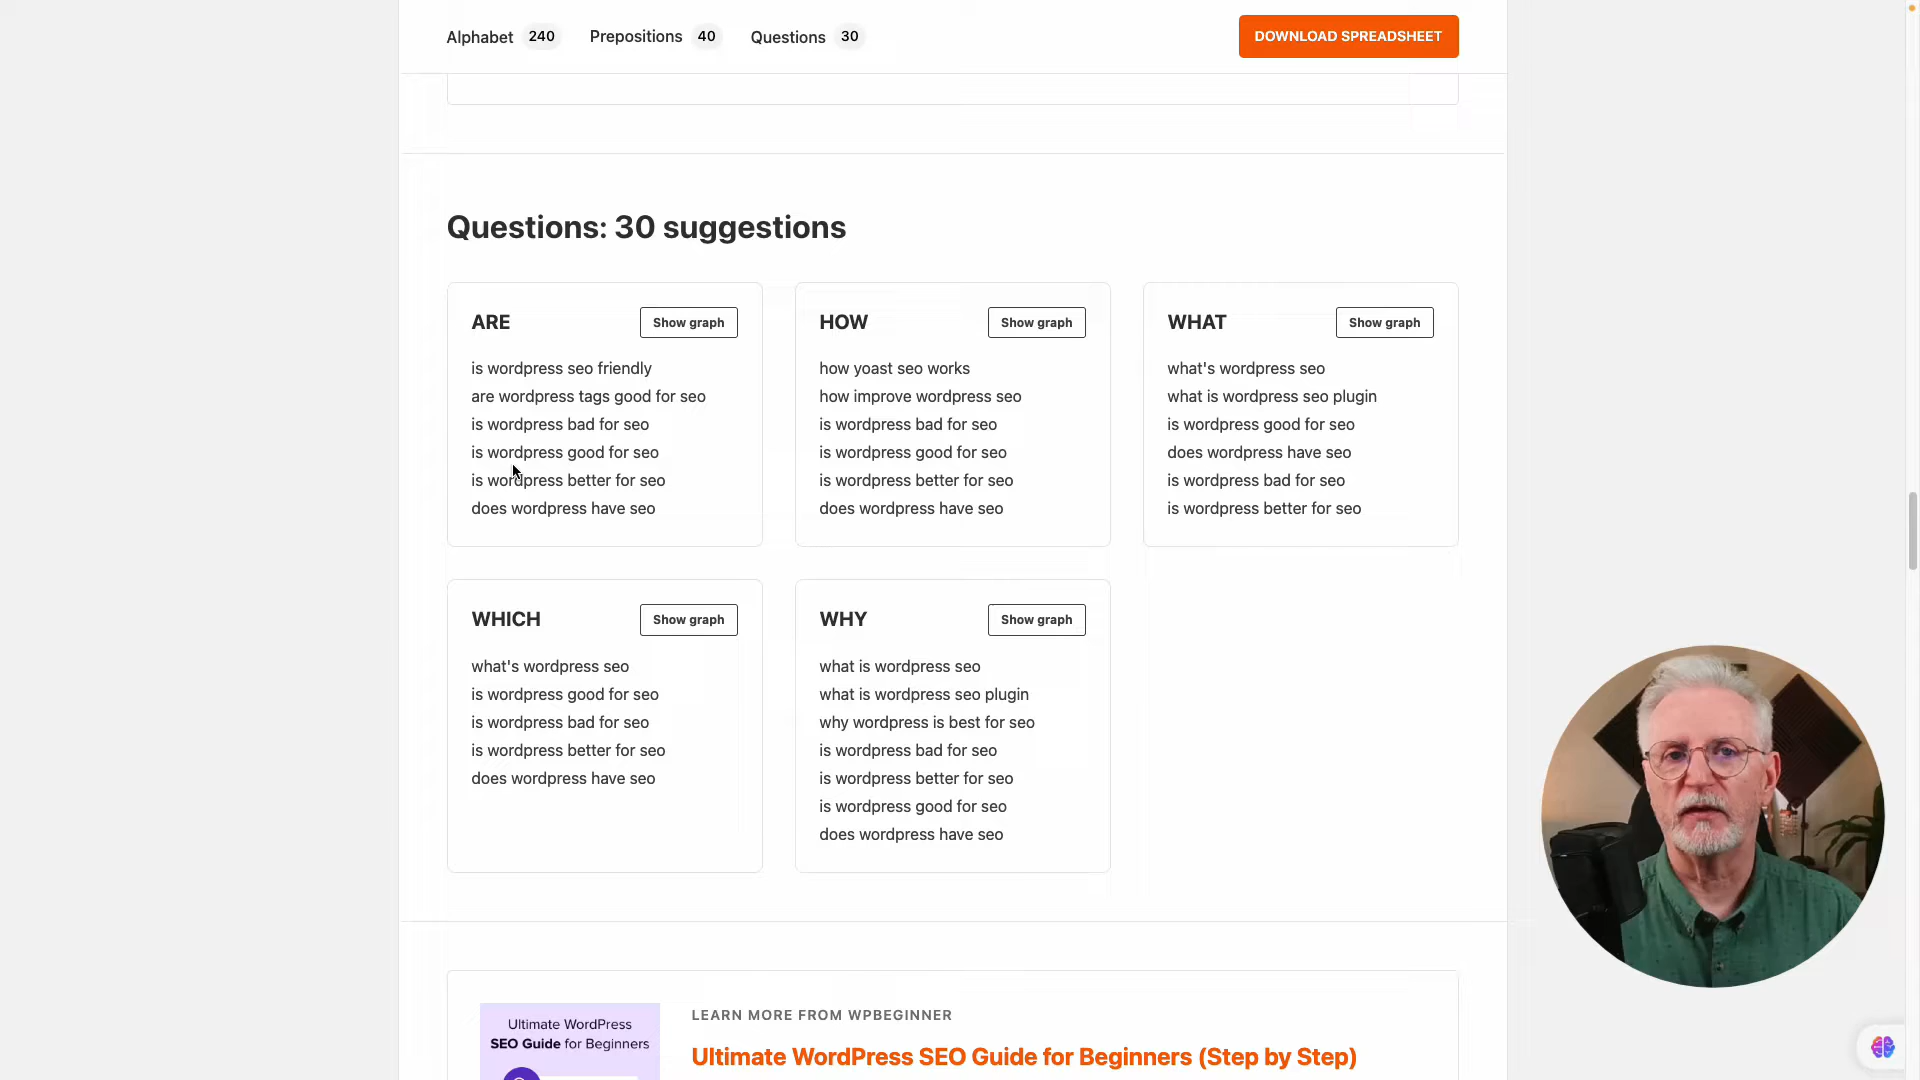 Alphabet 240 Prepositions 40 Questions 30 DOWNLOAD SPREADSHEET
Questions: 30 suggestions
ARE Show graph
is wordpress seo friendly
are wordpress tags good for seo
is wordpress bad for seo
is wordpress good for seo
is wordpress better for seo
does wordpress have seo
HOW Show graph
how yoast seo works
how improve wordpress seo
is wordpress bad for seo
is wordpress good for seo
is wordpress better for seo
does wordpress have seo
WHAT Show graph
what's wordpress seo
what is wordpress seo plugin
is wordpress good for seo
does wordpress have seo
is wordpress bad for seo
is wordpress better for seo
WHICH Show graph
what's wordpress seo
is wordpress good for seo
is wordpress bad for seo
is wordpress better for seo
does wordpress have seo
WHY Show graph
what is wordpress seo
what is wordpress seo plugin
why wordpress is best for seo
is wordpress bad for seo
is wordpress better for seo
is wordpress good for seo
does wordpress have seo
Ultimate WordPress
SEO Guide for Beginners
LEARN MORE FROM WPBEGINNER
Ultimate WordPress SEO Guide for Beginners (Step by Step)